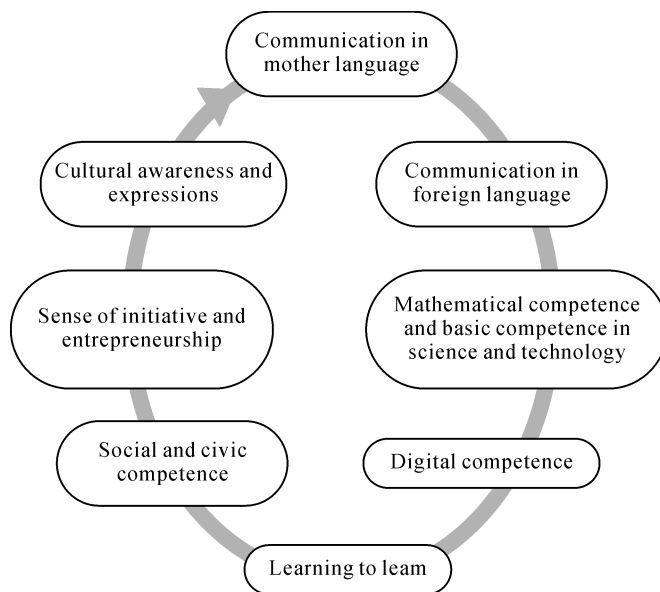 Communication in
mother language
Communication in
foreign language
Mathematical competence
and basic competence in
science and technology
Digital competence
Learning to leam
Social and civic
competence
Sense of initiative and
entrepreneurship
Cultural awareness and
expressions